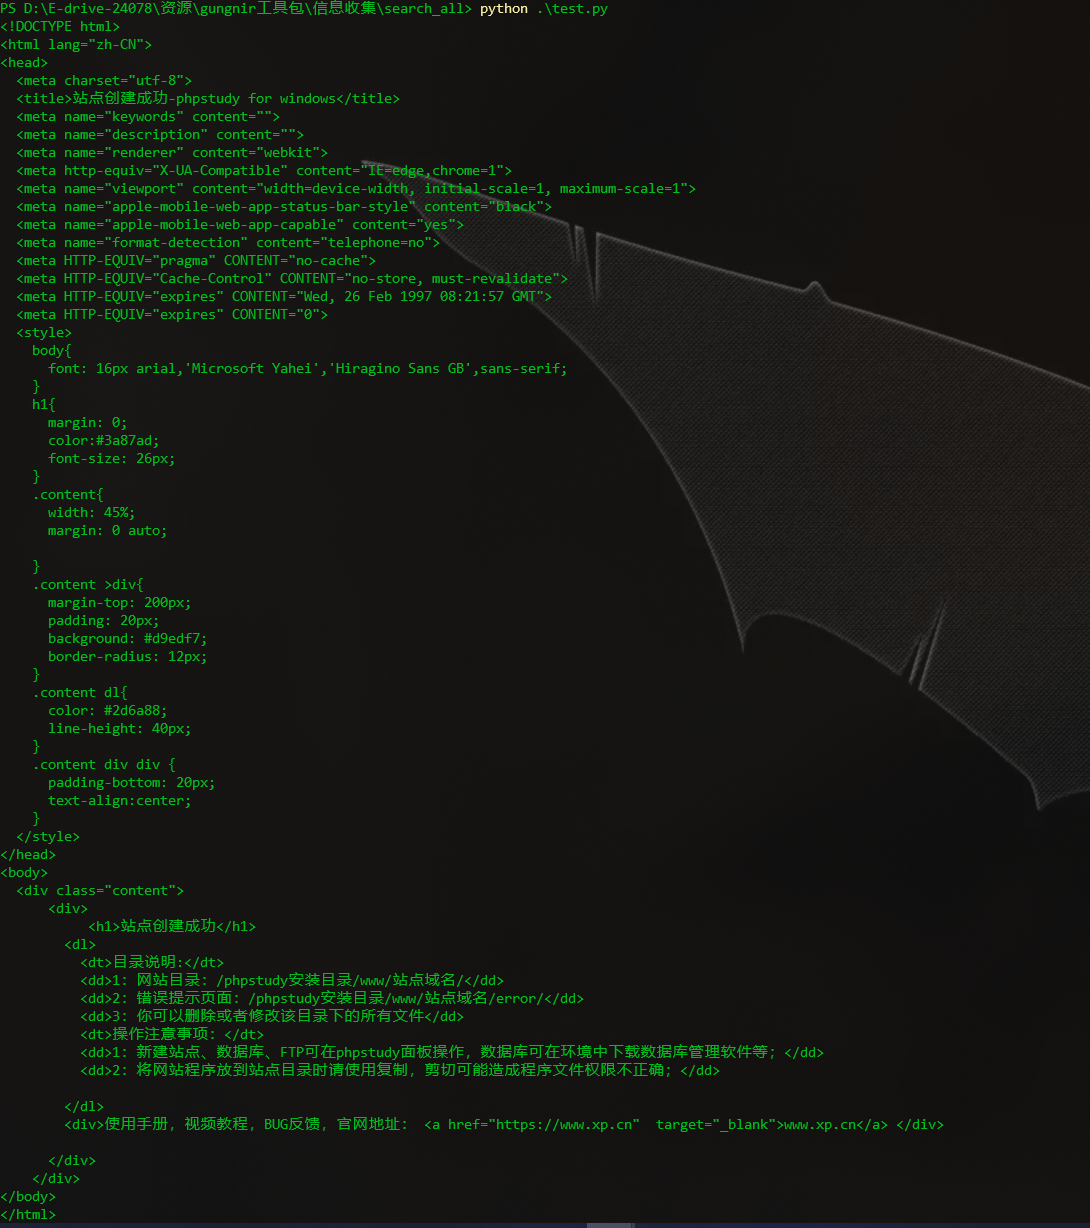 PS D:\E-drive-24078\资源\gungnir工具包\信息收集\search_all> python .\test.py
<!DOCTYPE html>
<html lang="zh-CN">
<head>
  <meta charset="utf-8">
  <title>站点创建成功-phpstudy for windows</title>
  <meta name="keywords" content="">
  <meta name="description" content="">
  <meta name="renderer" content="webkit">
  <meta http-equiv="X-UA-Compatible" content="IE=edge,chrome=1">
  <meta name="viewport" content="width=device-width, initial-scale=1, maximum-scale=1">
  <meta name="apple-mobile-web-app-status-bar-style" content="black">
  <meta name="apple-mobile-web-app-capable" content="yes">
  <meta name="format-detection" content="telephone=no">
  <meta HTTP-EQUIV="pragma" CONTENT="no-cache">
  <meta HTTP-EQUIV="Cache-Control" CONTENT="no-store, must-revalidate">
  <meta HTTP-EQUIV="expires" CONTENT="Wed, 26 Feb 1997 08:21:57 GMT">
  <meta HTTP-EQUIV="expires" CONTENT="0">
  <style>
    body{
      font: 16px arial,'Microsoft Yahei','Hiragino Sans GB',sans-serif;
    }
    h1{
      margin: 0;
      color:#3a87ad;
      font-size: 26px;
    }
    .content{
      width: 45%;
      margin: 0 auto;

    }
    .content >div{
      margin-top: 200px;
      padding: 20px;
      background: #d9edf7;
      border-radius: 12px;
    }
    .content dl{
      color: #2d6a88;
      line-height: 40px;
    }
    .content div div {
      padding-bottom: 20px;
      text-align:center;
    }
  </style>
</head>
<body>
  <div class="content">
      <div>
           <h1>站点创建成功</h1>
        <dl>
          <dt>目录说明:</dt>
          <dd>1：网站目录：/phpstudy安装目录/www/站点域名/</dd>
          <dd>2：错误提示页面：/phpstudy安装目录/www/站点域名/error/</dd>
          <dd>3：你可以删除或者修改该目录下的所有文件</dd>
          <dt>操作注意事项：</dt>
          <dd>1：新建站点、数据库、FTP可在phpstudy面板操作，数据库可在环境中下载数据库管理软件等；</dd>
          <dd>2：将网站程序放到站点目录时请使用复制，剪切可能造成程序文件权限不正确；</dd>

        </dl>
        <div>使用手册，视频教程，BUG反馈，官网地址： <a href="https://www.xp.cn"  target="_blank">www.xp.cn</a> </div>

      </div>
    </div>
</body>
</html>